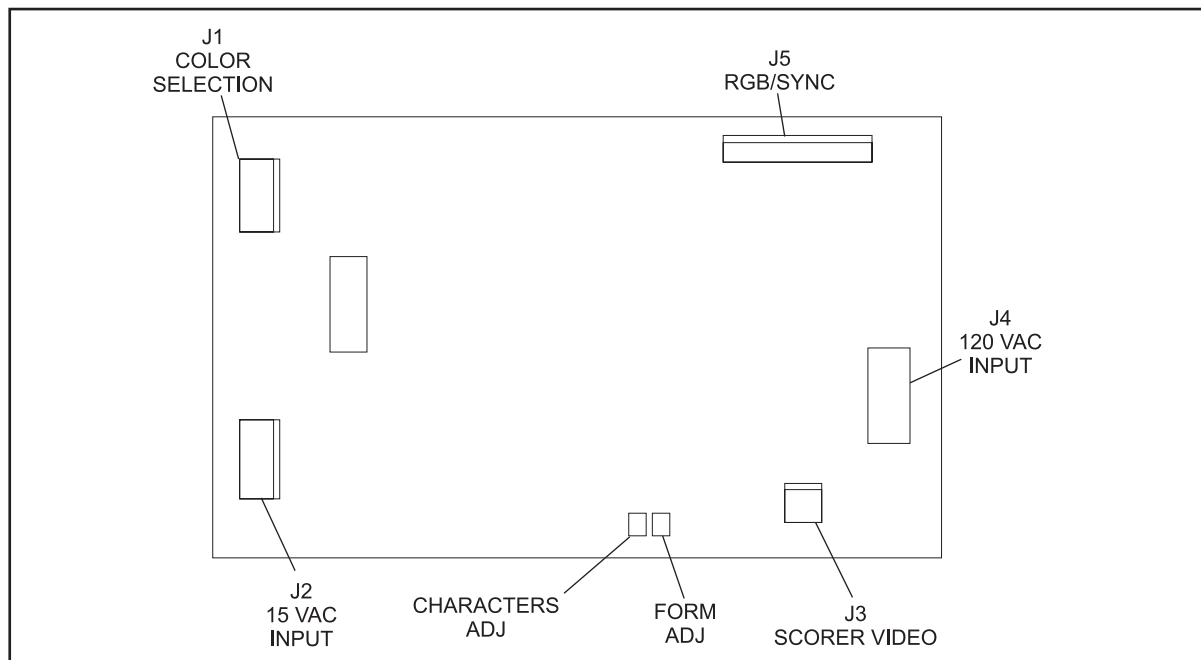 J1
COLOR
SELECTION
J5
RGB/SYNC
J4
120 VAC
INPUT
J2
15 VAC
INPUT
CHARACTERS
ADJ
FORM
ADJ
J3
SCORER VIDEO